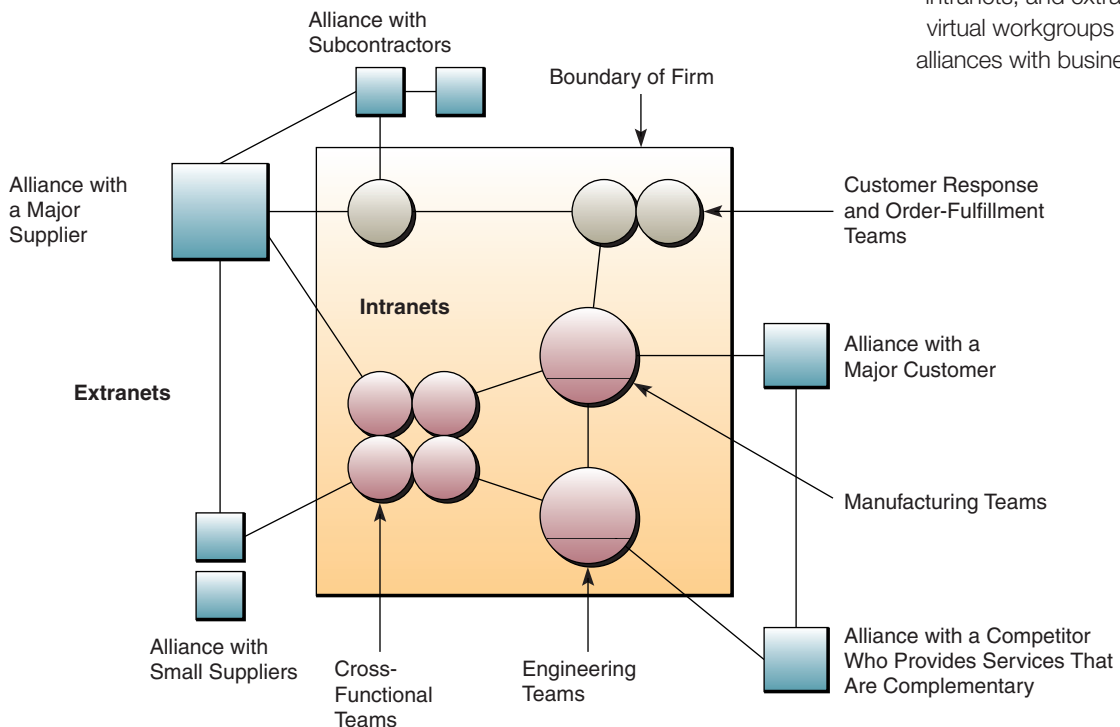 intranets, and extra
virtual workgroups
alliances with busine
Alliance with
Subcontractors
Boundary of Firm
Alliance with
a Major
Supplier
Customer Response
and Order-Fulfillment
Teams
Intranets
Alliance with a
Major Customer
Extranets
Manufacturing Teams
Alliance with
Small Suppliers
Cross-
Functional
Teams
Engineering
Teams
Alliance with a Competitor
Who Provides Services That
Are Complementary